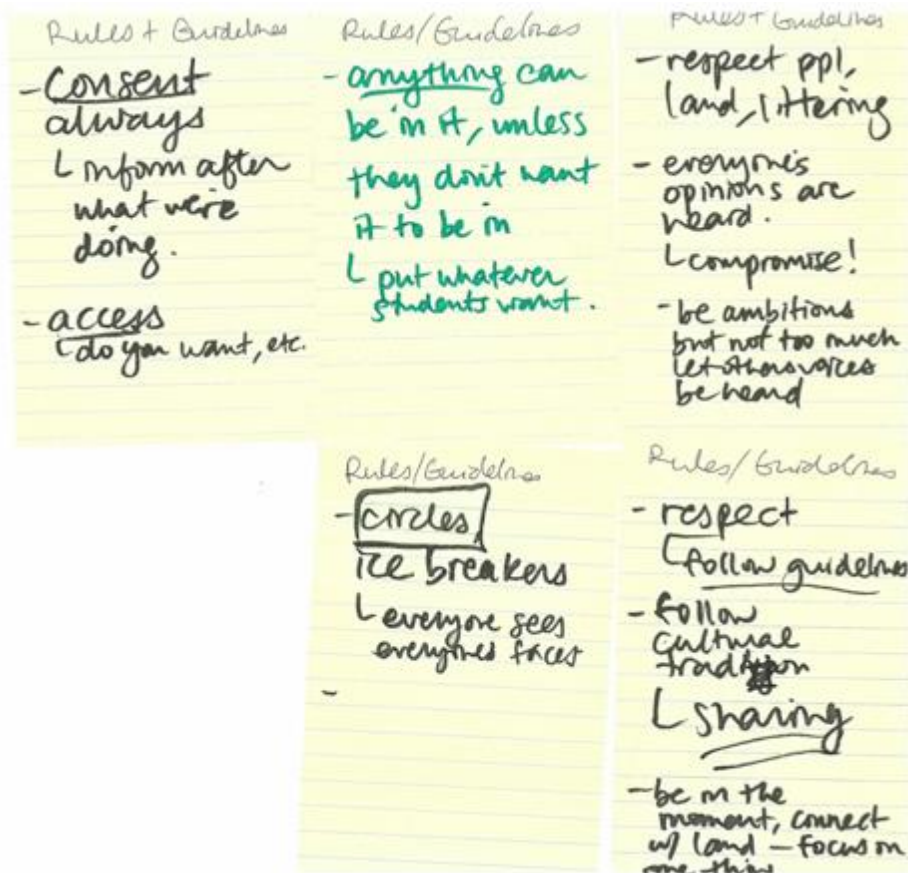 Rules + Guidelines
- Consent
always
└ inform after
what we're
doing.
- access
└ do you want, etc.
Rules/Guidelines
- anything can
be in it, unless
they don't want
it to be in
└ put whatever
students want.
Rules + Guidelines
- respect ppl,
land, littering
- everyone's
opinions are
heard.
└ compromise!
- be ambitions
but not too much
let others voices
be heard
Rules/Guidelines
- circles,
ice breakers
└ everyone sees
everyones faces
-
Rules/Guidelines
- respect
└ follow guidelines
- follow
cultural
tradition
└ sharing
- be in the
moment, connect
w/ land – focus on
one thing